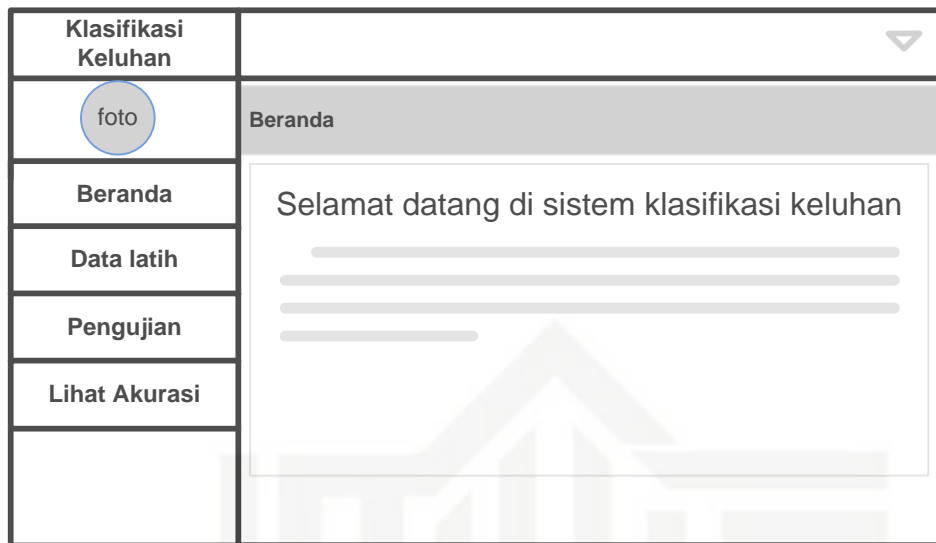 Klasifikasi
Keluhan
foto
Beranda
Beranda
Selamat datang di sistem klasifikasi keluhan
Data latih
Pengujian
Lihat Akurasi